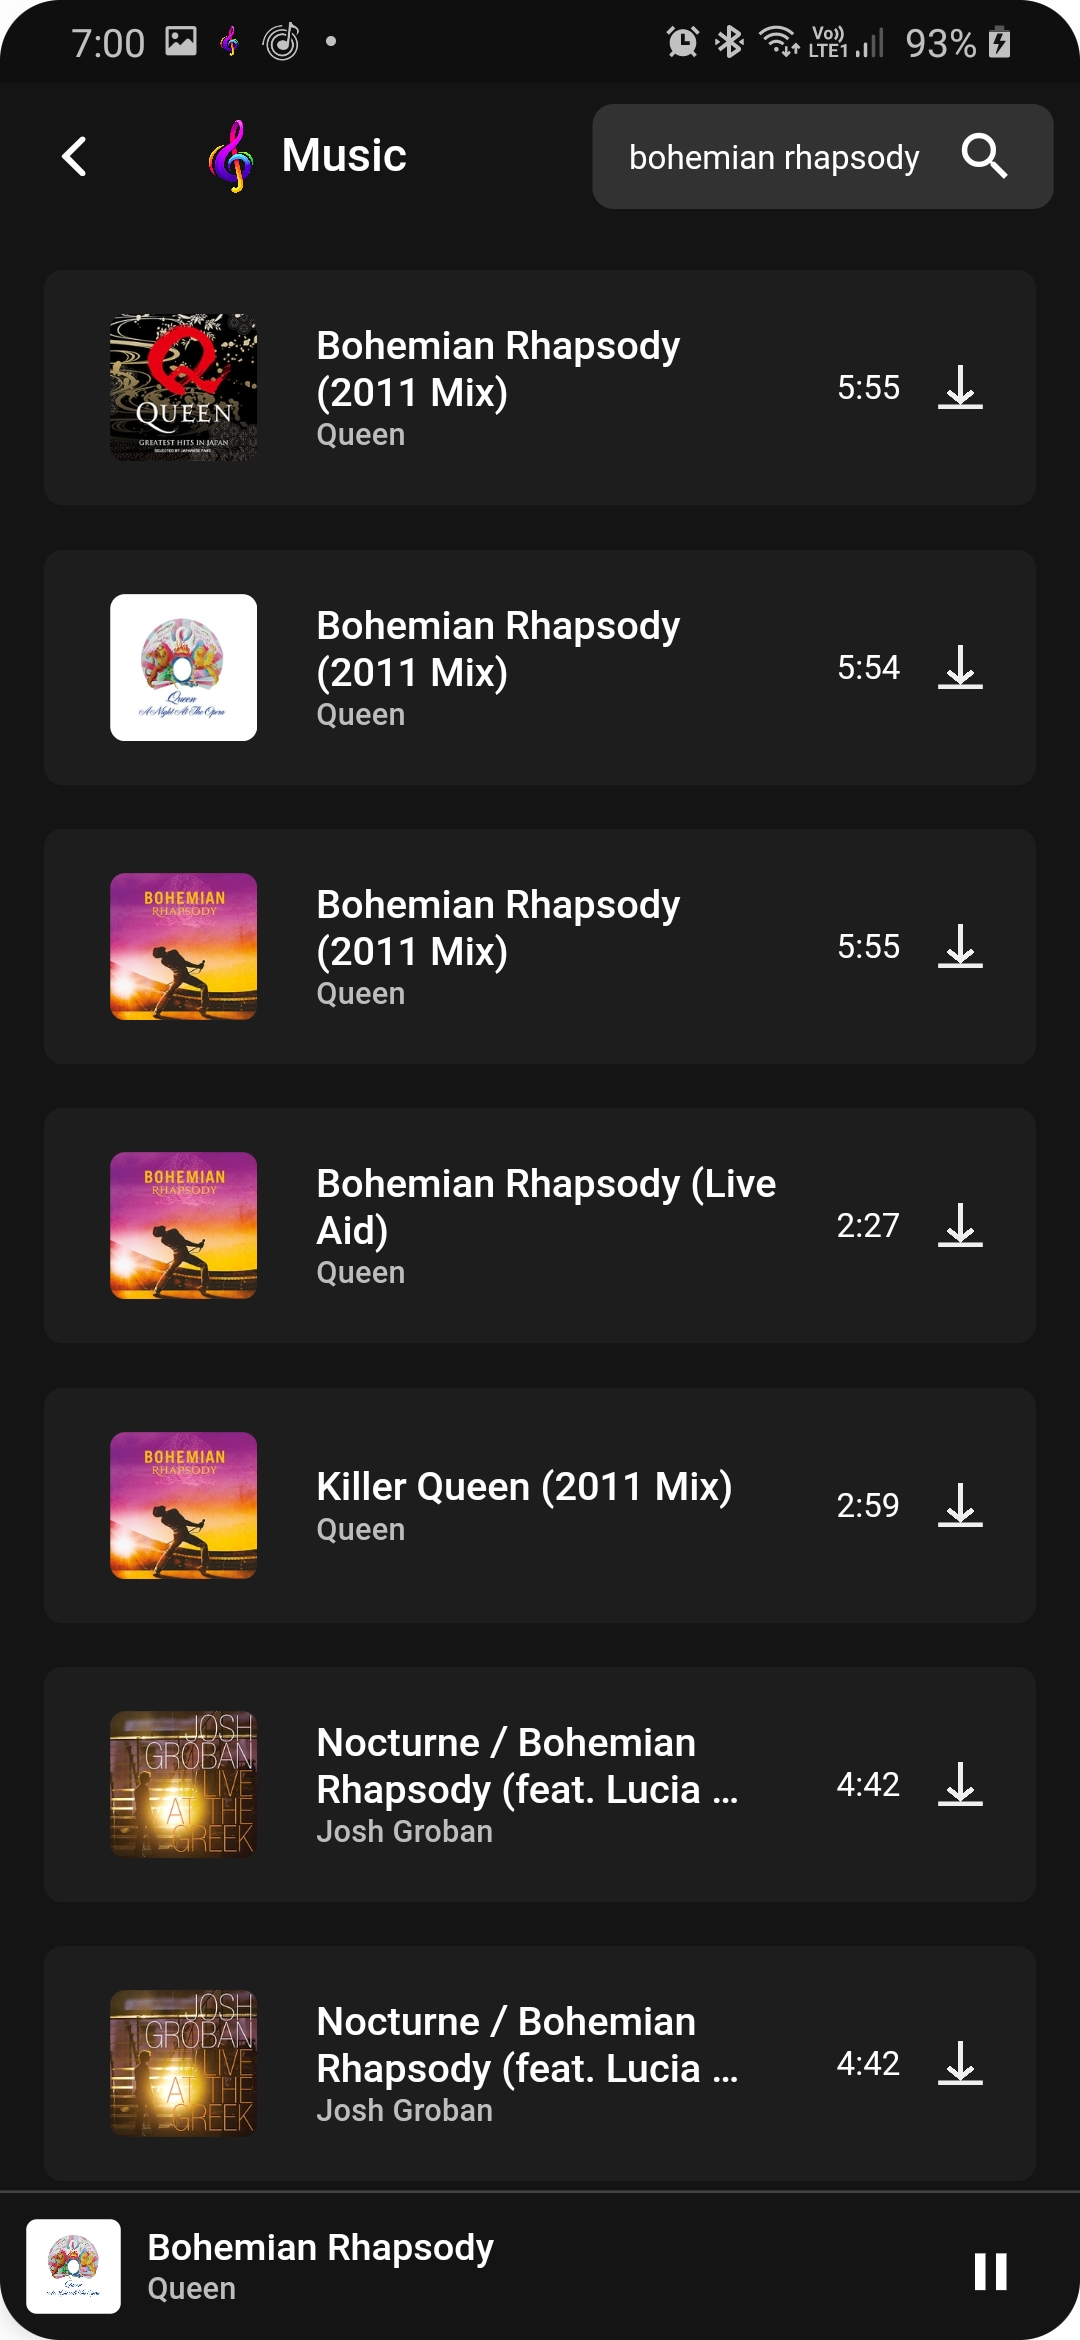 7:00
Vo)) LTE1
93%
Music
bohemian rhapsody
QUEEN
GREATEST HITS IN JAPAN
SELECTED BY JAPANESE FANS
Bohemian Rhapsody
(2011 Mix)
Queen
5:55
Queen
A Night At The Opera
Bohemian Rhapsody
(2011 Mix)
Queen
5:54
BOHEMIAN
RHAPSODY
Bohemian Rhapsody
(2011 Mix)
Queen
5:55
BOHEMIAN
RHAPSODY
Bohemian Rhapsody (Live
Aid)
Queen
2:27
BOHEMIAN
RHAPSODY
Killer Queen (2011 Mix)
Queen
2:59
JOSH
GROBAN
LIVE
AT THE
GREEK
Nocturne / Bohemian
Rhapsody (feat. Lucia ...
Josh Groban
4:42
JOSH
GROBAN
LIVE
AT THE
GREEK
Nocturne / Bohemian
Rhapsody (feat. Lucia ...
Josh Groban
4:42
Bohemian Rhapsody
Queen